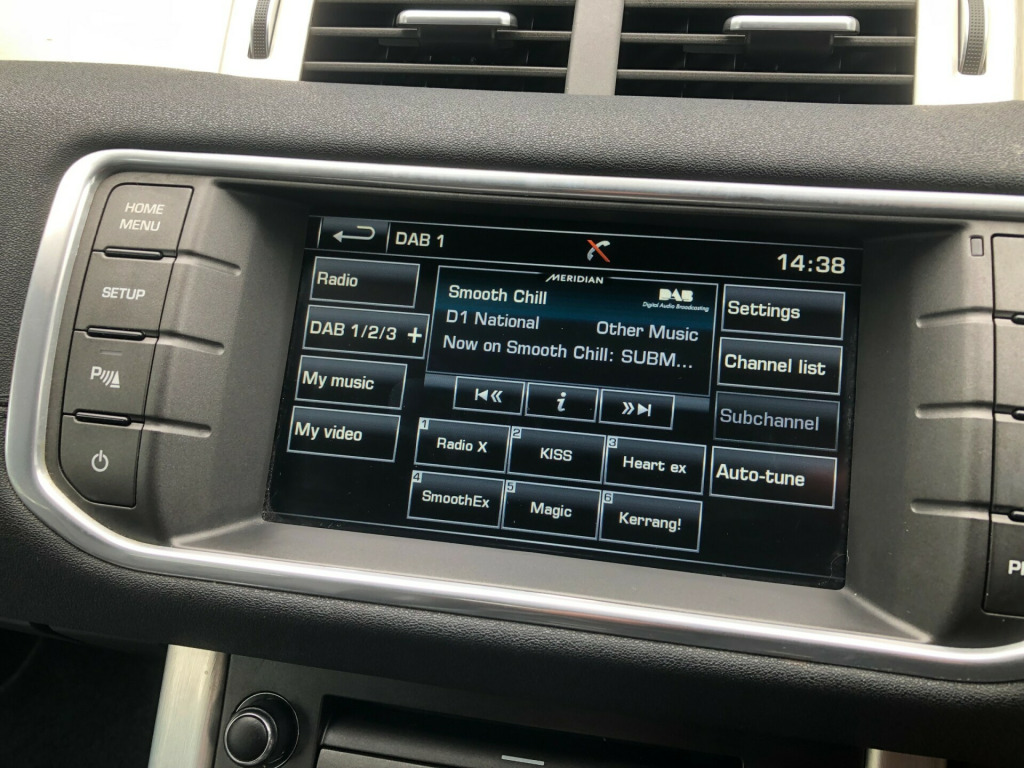 HOME
MENU
SETUP
P
DAB 1
14:38
Radio
DAB 1/2/3 +
My music
My video
MERIDIAN
Smooth Chill
DAB
Digital Audio Broadcasting
D1 National
Other Music
Now on Smooth Chill: SUBM...
i
1 Radio X
2 KISS
3 Heart ex
4 SmoothEx
5 Magic
6 Kerrang!
Settings
Channel list
Subchannel
Auto-tune